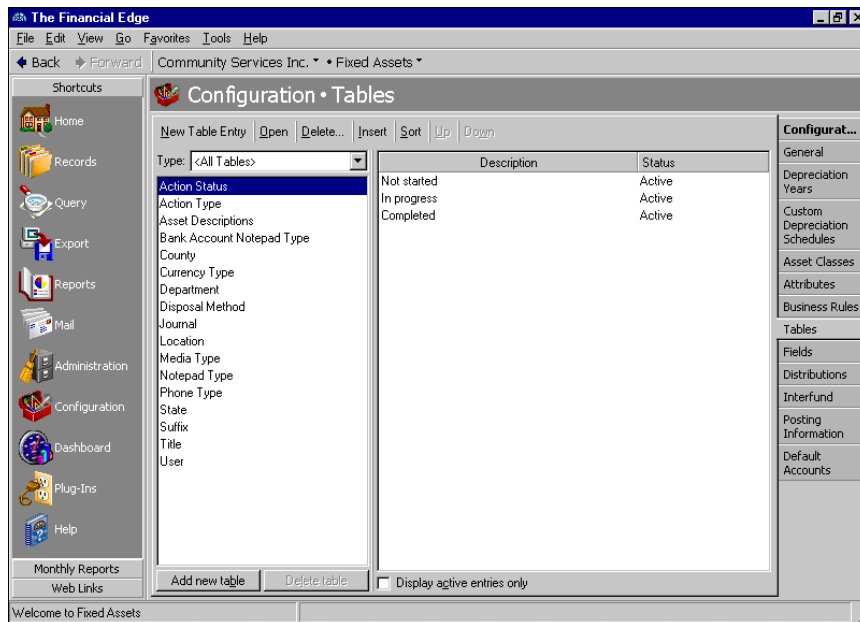 The Financial Edge
File Edit View Go Favorites Tools Help
Back Forward Community Services Inc. • Fixed Assets
Shortcuts
Home
Records
Query
Export
Reports
Mail
Administration
Configuration
Dashboard
Plug-Ins
Help
Monthly Reports
Web Links
Configuration • Tables
New Table Entry Open Delete... Insert Sort Up Down
Type: <All Tables>
Action Status
Action Type
Asset Descriptions
Bank Account Notepad Type
County
Currency Type
Department
Disposal Method
Journal
Location
Media Type
Notepad Type
Phone Type
State
Suffix
Title
User
Add new table Delete table
Description Status
Not started Active
In progress Active
Completed Active
Display active entries only
Configurat...
General
Depreciation
Years
Custom
Depreciation
Schedules
Asset Classes
Attributes
Business Rules
Tables
Fields
Distributions
Interfund
Posting
Information
Default
Accounts
Welcome to Fixed Assets